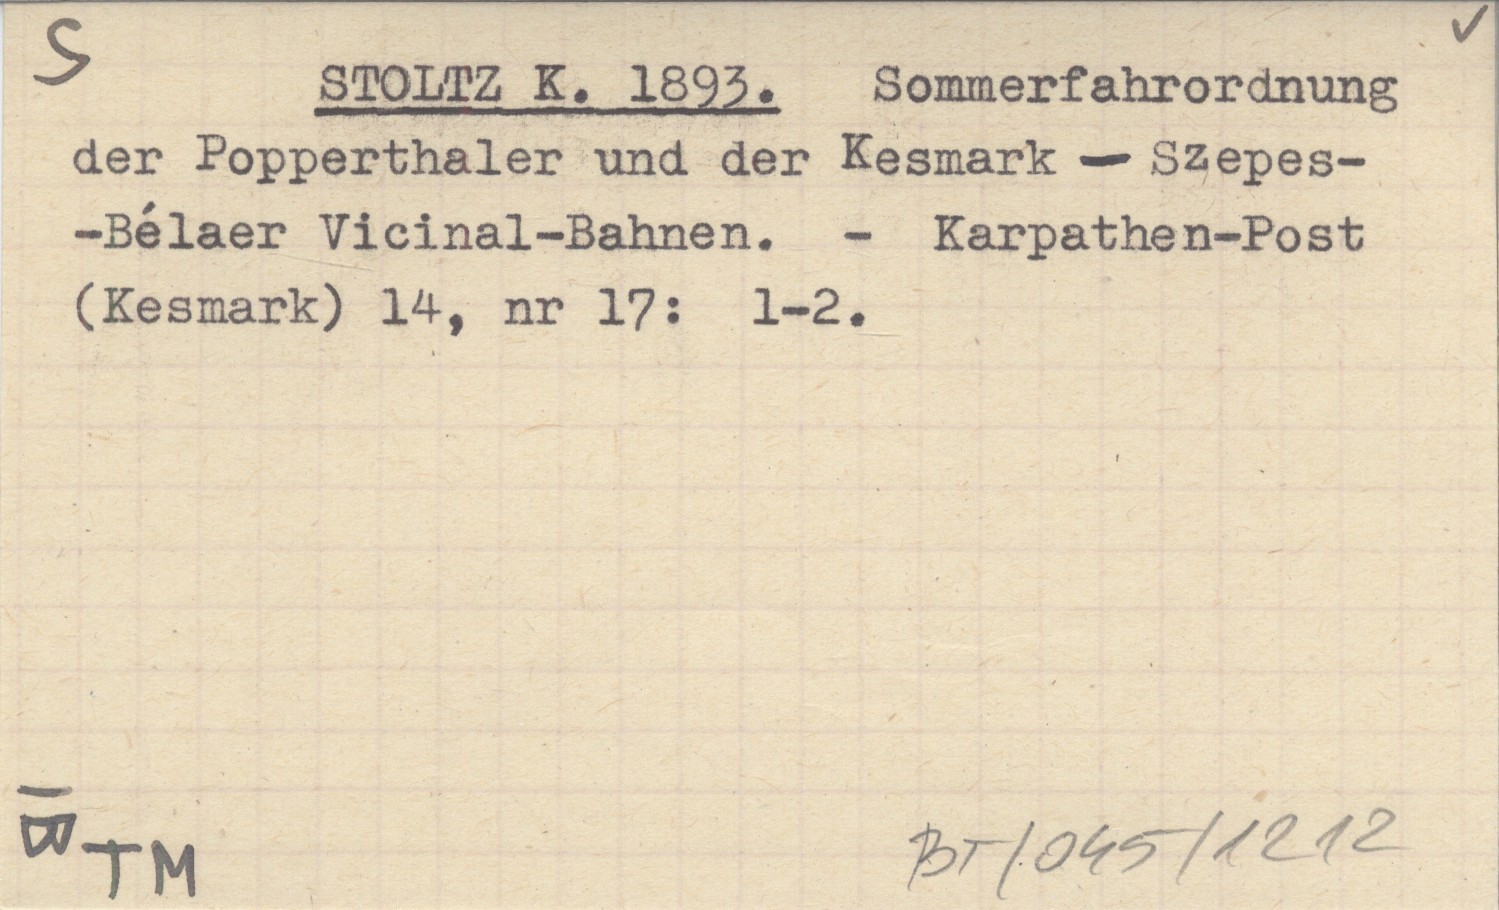 S ✓
STOLTZ K. 1893. Sommerfahrordnung
der Popperthaler und der Kesmark — Szepes-
-Bélaer Vicinal-Bahnen. - Karpathen-Post
(Kesmark) 14, nr 17: 1-2.
TM
BT/045/1212